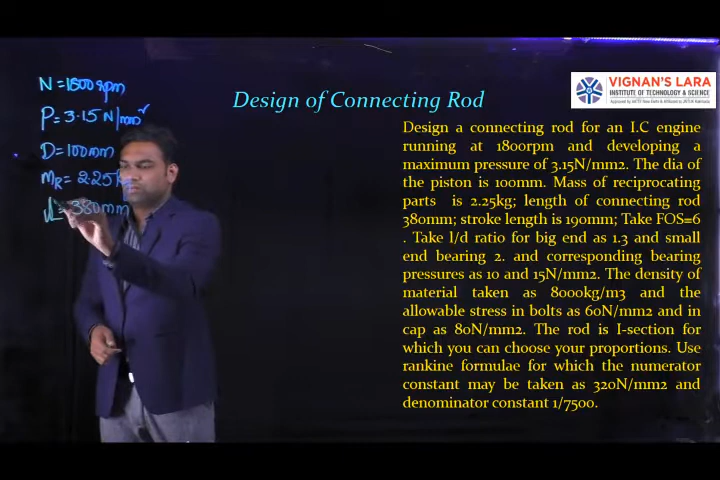 N = 1800 rpm
P = 3.15 N/mm²
D = 100mm
MR = 2.25
= 380mm
Design of Connecting Rod
VIGNAN'S LARA
INSTITUTE OF TECHNOLOGY & SCIENCE
Design a connecting rod for an I.C engine
running at 1800rpm and developing a
maximum pressure of 3.15N/mm2. The dia of
the piston is 100mm. Mass of reciprocating
parts is 2.25kg; length of connecting rod
380mm; stroke length is 190mm; Take FOS=6
. Take l/d ratio for big end as 1.3 and small
end bearing 2. and corresponding bearing
pressures as 10 and 15N/mm2. The density of
material taken as 8000kg/m3 and the
allowable stress in bolts as 60N/mm2 and in
cap as 80N/mm2. The rod is I-section for
which you can choose your proportions. Use
rankine formulae for which the numerator
constant may be taken as 320N/mm2 and
denominator constant 1/7500.